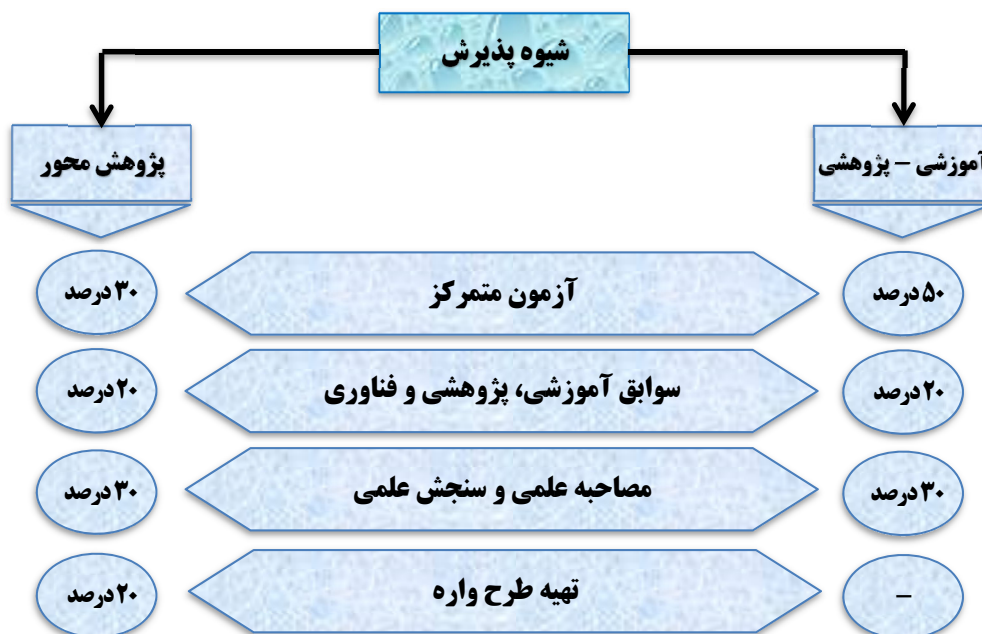 شیوه پذیرش
آموزشی – پژوهشی
پژوهش محور
۵۰ درصد
آزمون متمرکز
۳۰ درصد
۲۰ درصد
سوابق آموزشی، پژوهشی و فناوری
۲۰ درصد
۳۰ درصد
مصاحبه علمی و سنجش علمی
۳۰ درصد
–
تهیه طرح واره
۲۰ درصد